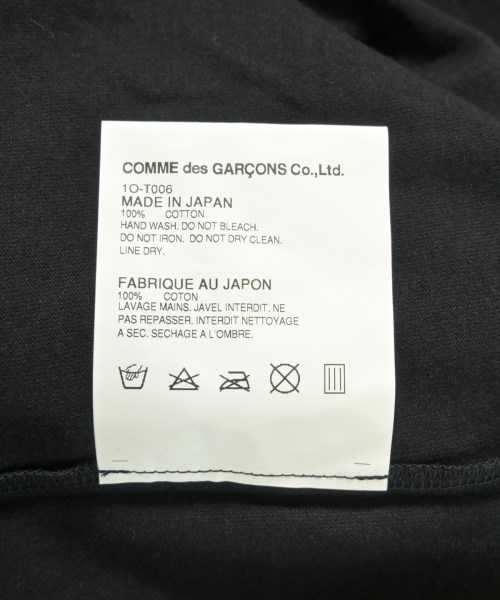 COMME des GARÇONS Co.,Ltd.
1O-T006
MADE IN JAPAN
100% COTTON
HAND WASH. DO NOT BLEACH.
DO NOT IRON. DO NOT DRY CLEAN.
LINE DRY.
FABRIQUE AU JAPON
100% COTON
LAVAGE MAINS. JAVEL INTERDIT. NE
PAS REPASSER. INTERDIT NETTOYAGE
A SEC. SECHAGE A L'OMBRE.